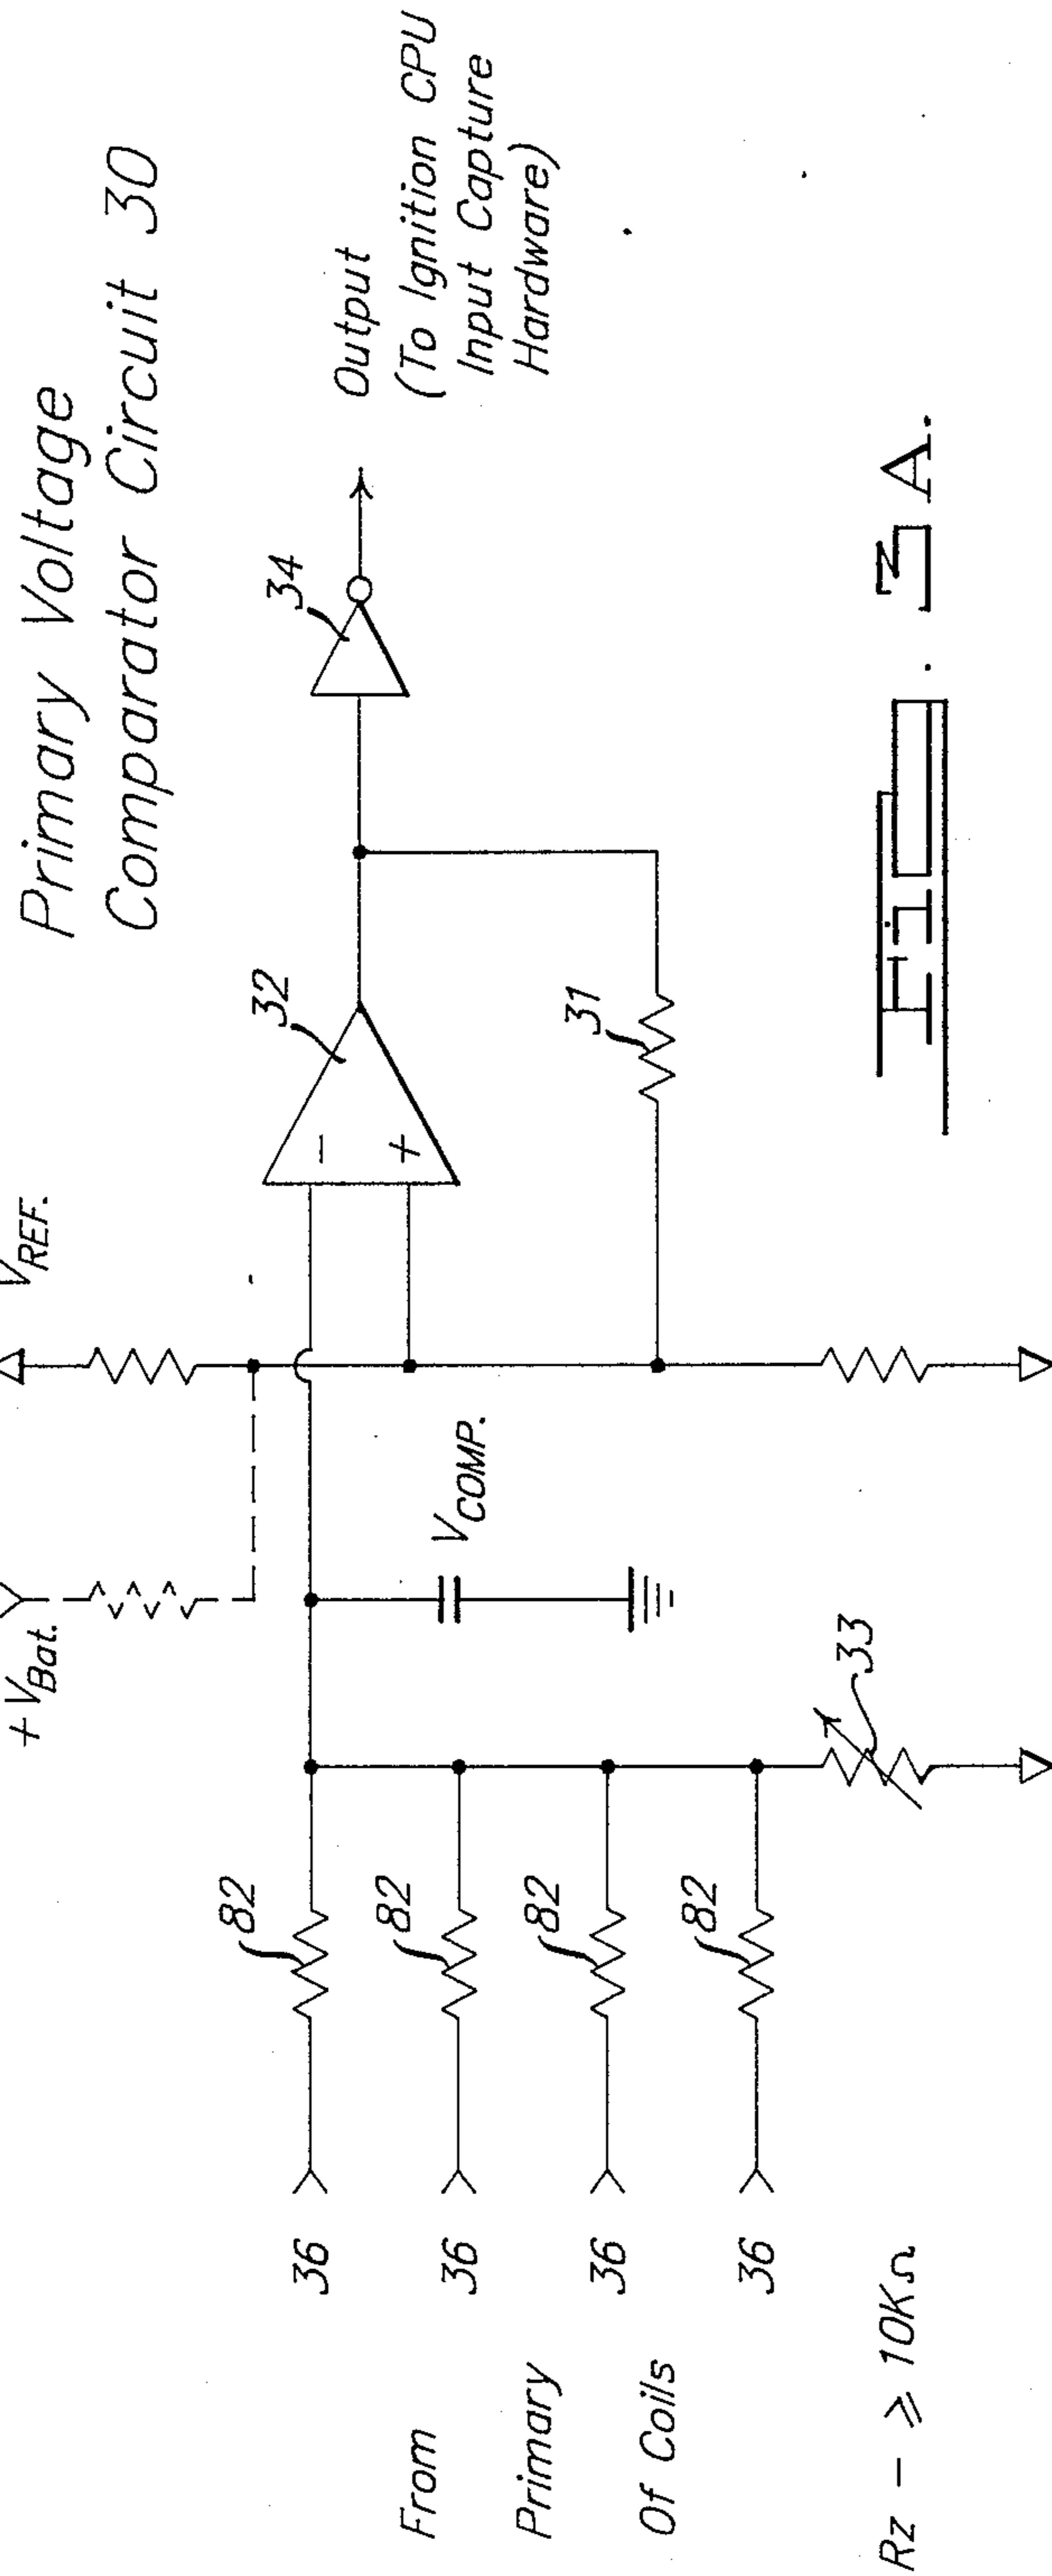 Primary Voltage
Comparator Circuit 30
+VBat.
VREF.
32
34
Output
(To Ignition CPU
Input Capture
Hardware)
-
+
VCOMP.
31
82
82
82
82
36
36
36
36
33
From
Primary
Of Coils
Rz - ≥ 10KΩ
Fig. 3A.